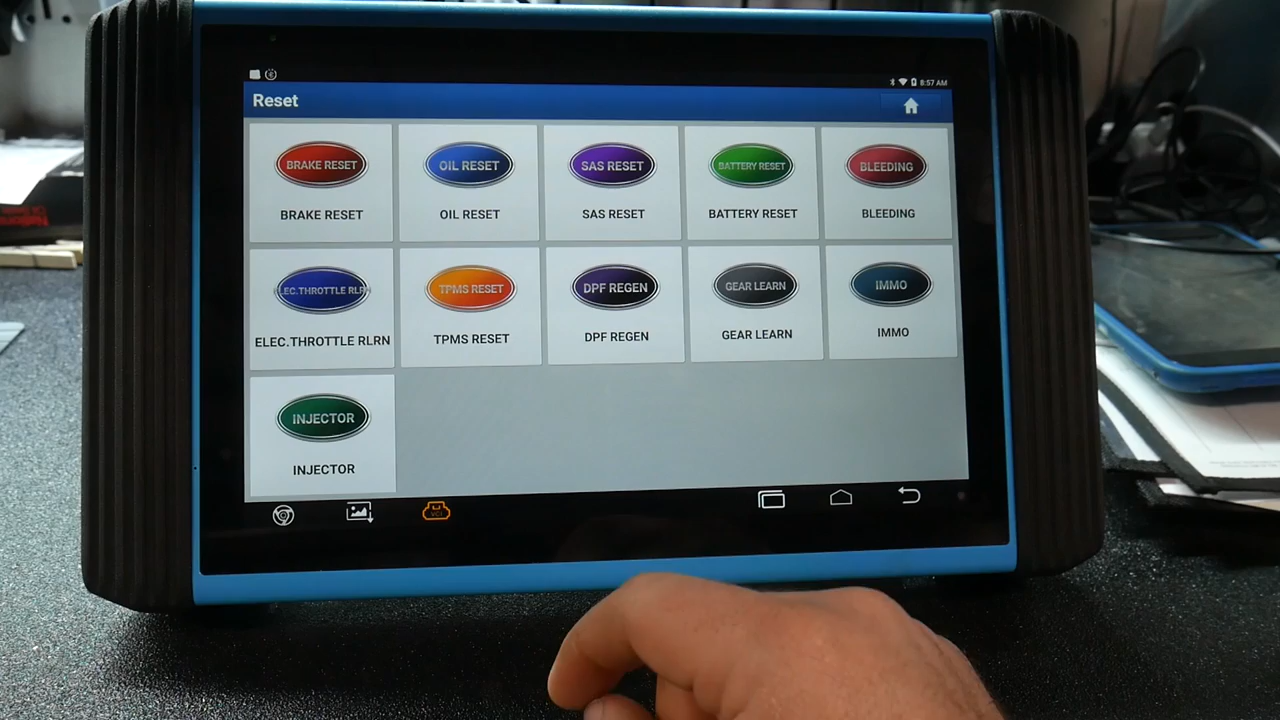 8:57 AM
Reset
BRAKE RESET
OIL RESET
SAS RESET
BATTERY RESET
BLEEDING
BRAKE RESET
OIL RESET
SAS RESET
BATTERY RESET
BLEEDING
ELEC.THROTTLE RLRN
TPMS RESET
DPF REGEN
GEAR LEARN
IMMO
ELEC.THROTTLE RLRN
TPMS RESET
DPF REGEN
GEAR LEARN
IMMO
INJECTOR
INJECTOR
VCI